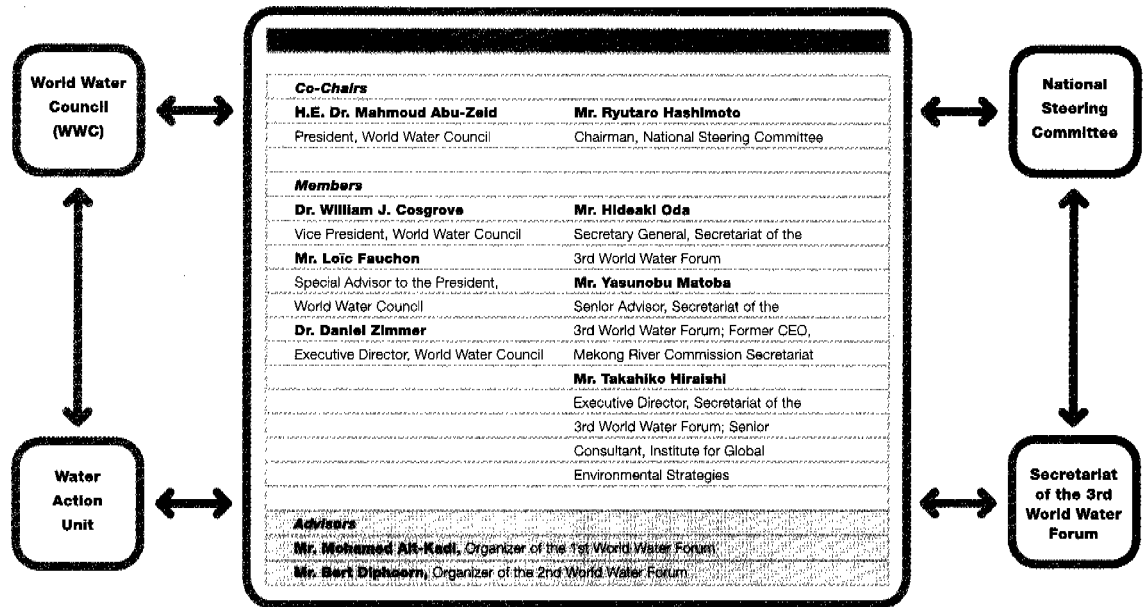 World Water
Council
(WWC)
Co-Chairs
H.E. Dr. Mahmoud Abu-Zeid
President, World Water Council
Mr. Ryutaro Hashimoto
Chairman, National Steering Committee
Members
Dr. William J. Cosgrove
Vice President, World Water Council
Mr. Loïc Fauchon
Special Advisor to the President,
World Water Council
Dr. Daniel Zimmer
Executive Director, World Water Council
Mr. Hideaki Oda
Secretary General, Secretariat of the
3rd World Water Forum
Mr. Yasunobu Matoba
Senior Advisor, Secretariat of the
3rd World Water Forum; Former CEO,
Mekong River Commission Secretariat
Mr. Takahiko Hiraishi
Executive Director, Secretariat of the
3rd World Water Forum; Senior
Consultant, Institute for Global
Environmental Strategies
Advisors
Mr. Mohamed Ait-Kadi, Organizer of the 1st World Water Forum
Mr. Bert Diphoorn, Organizer of the 2nd World Water Forum
National
Steering
Committee
Water
Action
Unit
Secretariat
of the 3rd
World Water
Forum